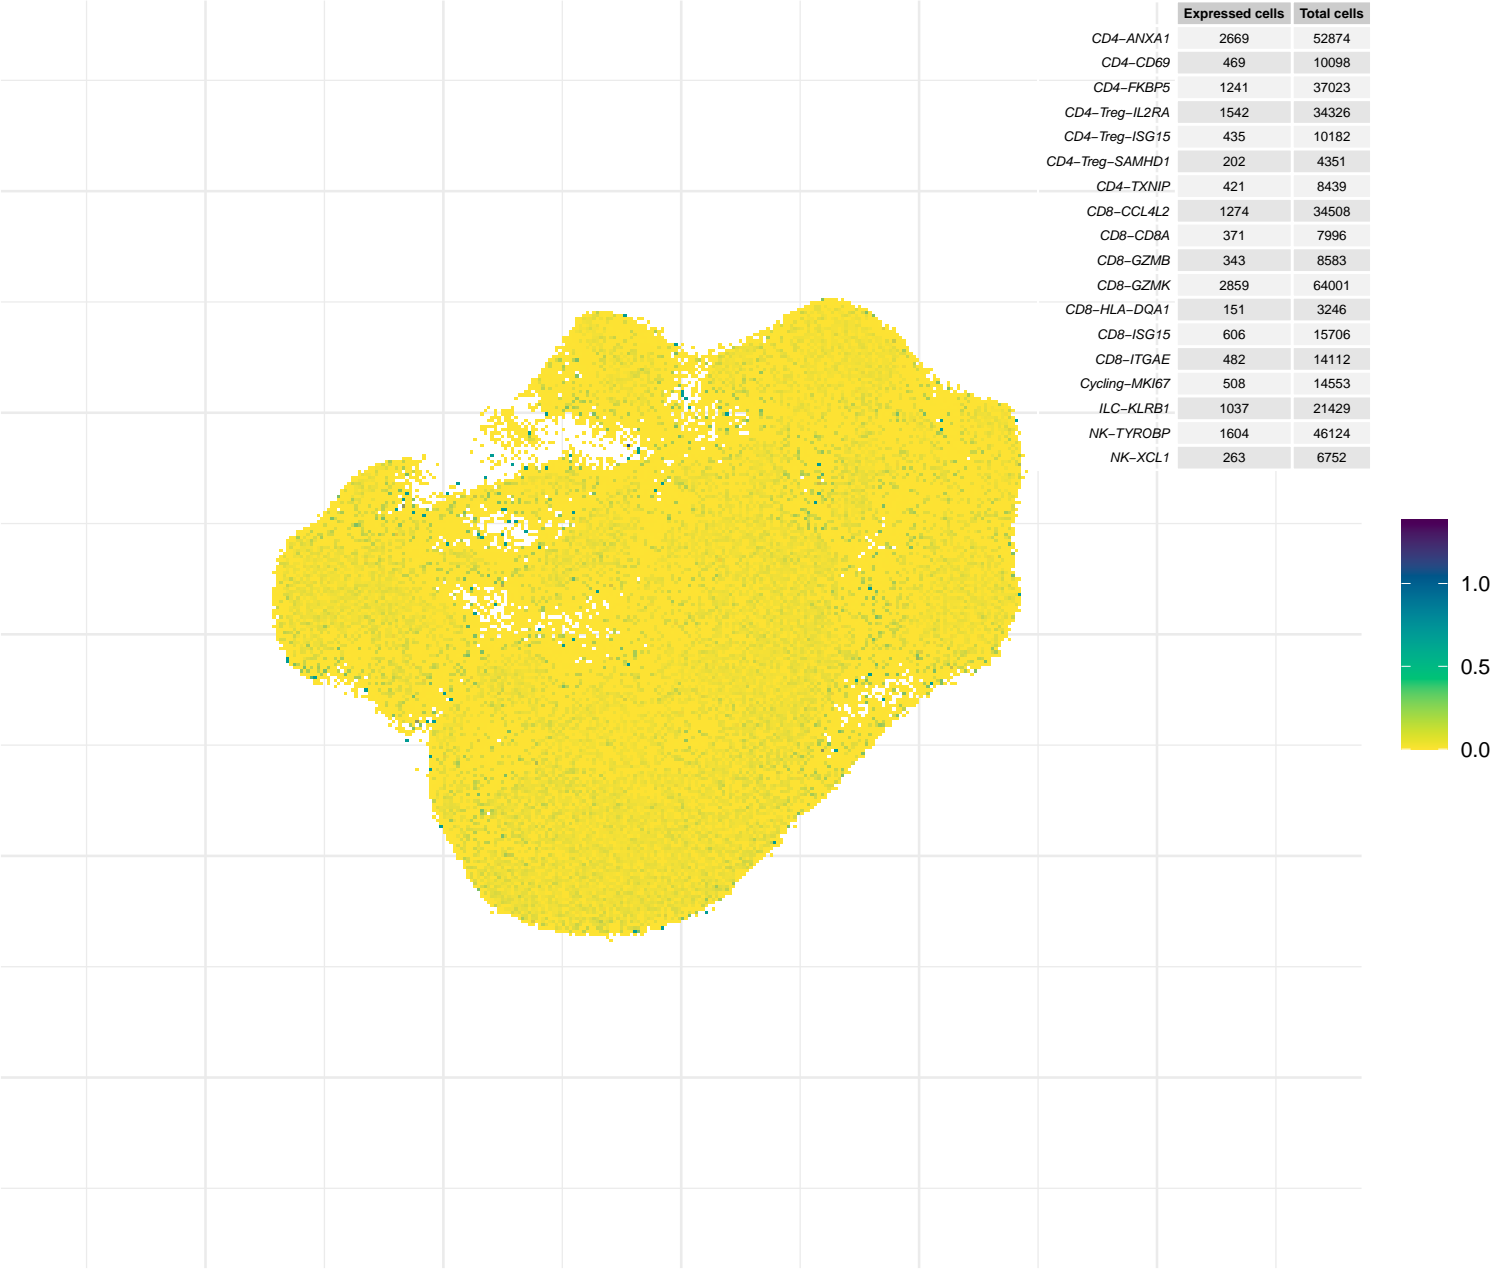 Expressed cells Total cells
CD4−ANXA1 2669 52874
CD4−CD69 469 10098
CD4−FKBP5 1241 37023
CD4−Treg−IL2RA 1542 34326
CD4−Treg−ISG15 435 10182
CD4−Treg−SAMHD1 202 4351
CD4−TXNIP 421 8439
CD8−CCL4L2 1274 34508
CD8−CD8A 371 7996
CD8−GZMB 343 8583
CD8−GZMK 2859 64001
CD8−HLA−DQA1 151 3246
CD8−ISG15 606 15706
CD8−ITGAE 482 14112
Cycling−MKI67 508 14553
ILC−KLRB1 1037 21429
NK−TYROBP 1604 46124
NK−XCL1 263 6752
1.0
0.5
0.0